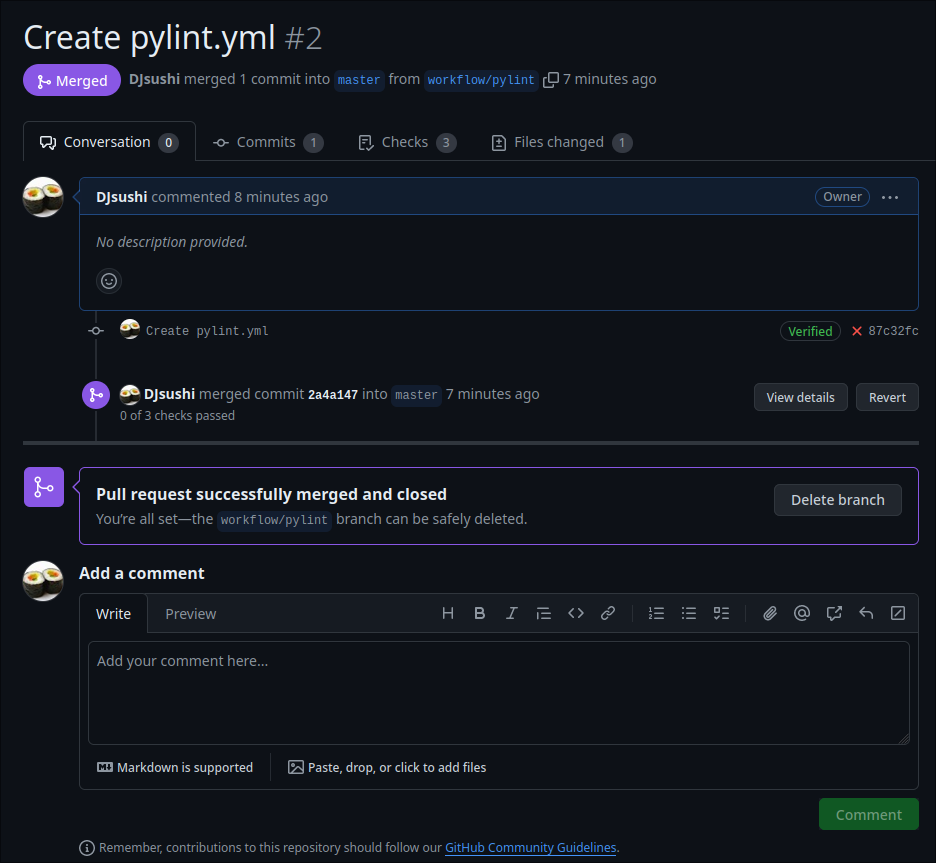 Create pylint.yml #2
Merged DJsushi merged 1 commit into master from workflow/pylint 7 minutes ago
Conversation 0 Commits 1 Checks 3 Files changed 1
DJsushi commented 8 minutes ago Owner
No description provided.
Create pylint.yml Verified 87c32fc
DJsushi merged commit 2a4a147 into master 7 minutes ago View details Revert
0 of 3 checks passed
Pull request successfully merged and closed
You’re all set—the workflow/pylint branch can be safely deleted. Delete branch
Add a comment
Write Preview
Add your comment here...
Markdown is supported Paste, drop, or click to add files
Comment
Remember, contributions to this repository should follow our GitHub Community Guidelines.